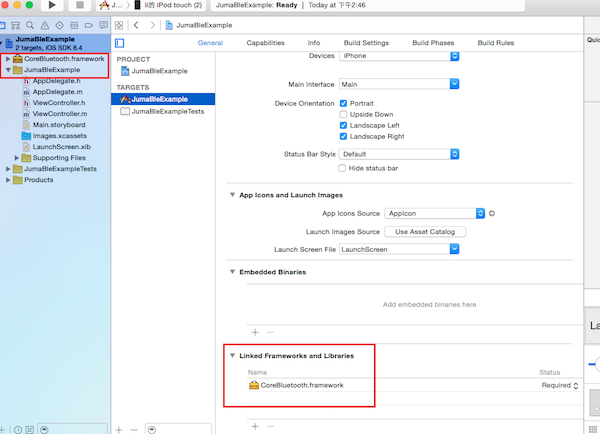 J...
li的 iPod touch (2)
JumaBleExample: Ready | Today at 下午2:46
JumaBleExample
2 targets, iOS SDK 8.4
CoreBluetooth.framework
JumaBleExample
AppDelegate.h
AppDelegate.m
ViewController.h
ViewController.m
Main.storyboard
Images.xcassets
LaunchScreen.xib
Supporting Files
JumaBleExampleTests
Products
JumaBleExample
General
Capabilities
Info
Build Settings
Build Phases
Build Rules
PROJECT
JumaBleExample
TARGETS
JumaBleExample
JumaBleExampleTests
Devices
iPhone
Main Interface
Main
Device Orientation
Portrait
Upside Down
Landscape Left
Landscape Right
Status Bar Style
Default
Hide status bar
App Icons and Launch Images
App Icons Source
AppIcon
Launch Images Source
Use Asset Catalog
Launch Screen File
LaunchScreen
Embedded Binaries
Add embedded binaries here
Linked Frameworks and Libraries
Name
Status
CoreBluetooth.framework
Required
Quic
La